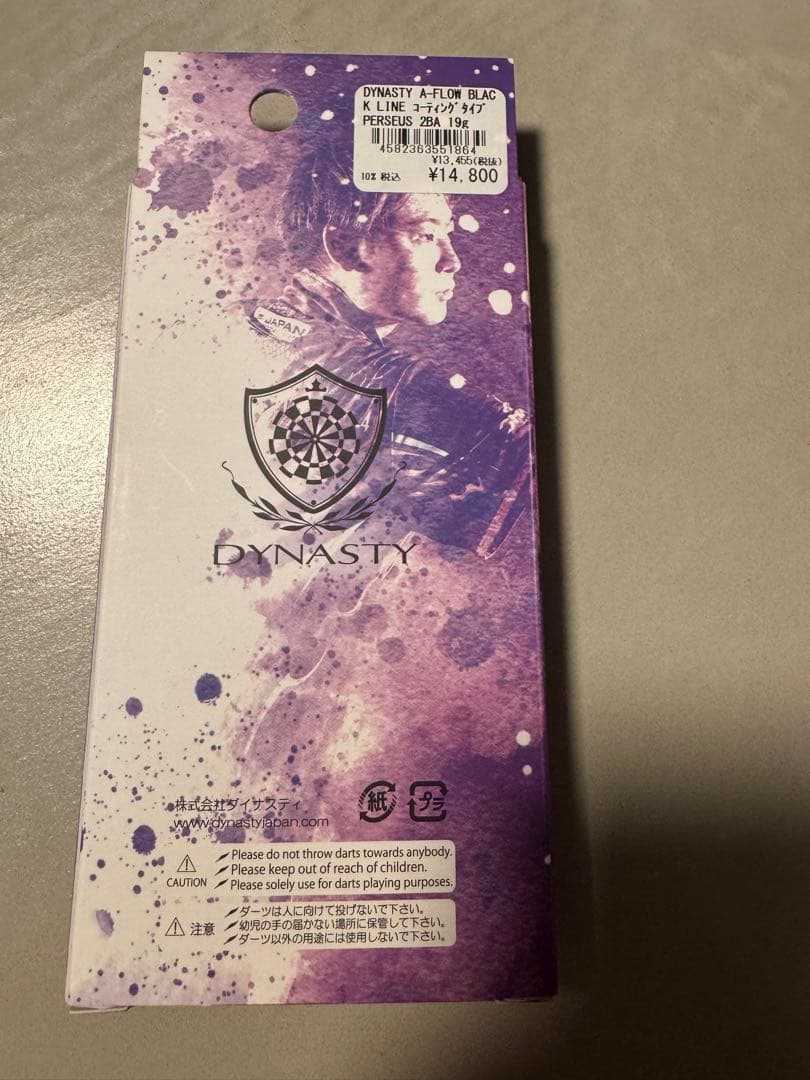 DYNASTY A-FLOW BLAC
K LINE ｺｰﾃｨﾝｸﾞﾀｲﾌﾟ
PERSEUS 2BA 19g
4582363551864
¥13,455(税抜)
10% 税込 ¥14,800
JAPAN
DYNASTY
株式会社ダイナスティ
www.dynastyjapan.com
紙
プラ
CAUTION
Please do not throw darts towards anybody.
Please keep out of reach of children.
Please solely use for darts playing purposes.
注意
ダーツは人に向けて投げないで下さい。
幼児の手の届かない場所に保管して下さい。
ダーツ以外の用途には使用しないで下さい。